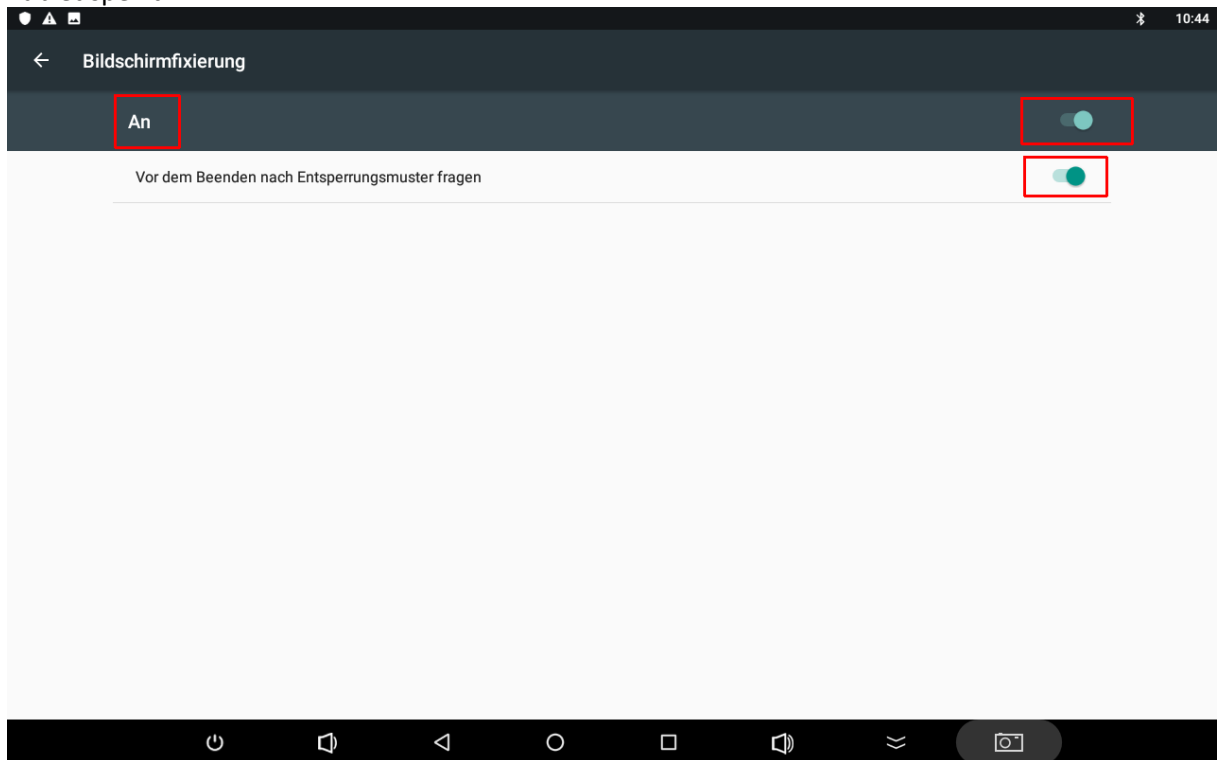 10:44
Bildschirmfixierung
An
Vor dem Beenden nach Entsperrungsmuster fragen